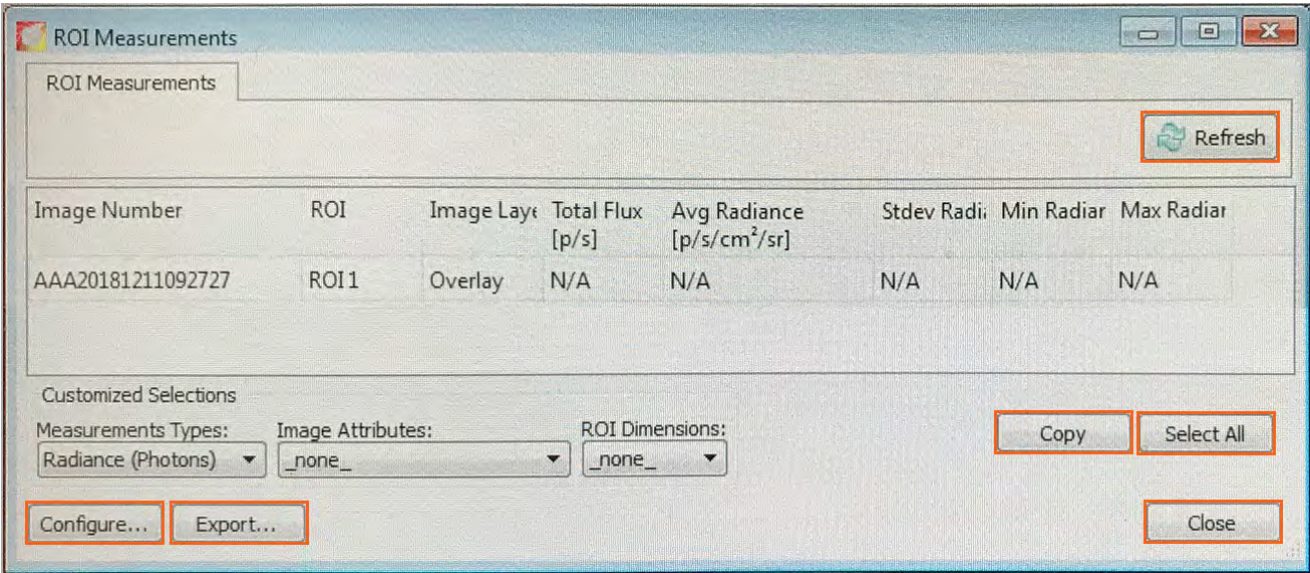 ROI Measurements
ROI Measurements
Refresh
Image Number ROI Image Laye Total Flux Avg Radiance Stdev Radi Min Radiar Max Radiar
[p/s] [p/s/cm²/sr]
AAA20181211092727 ROI 1 Overlay N/A N/A N/A N/A N/A
Customized Selections
Measurements Types: Image Attributes: ROI Dimensions:
Radiance (Photons) _none_ _none_
Copy Select All
Configure... Export... Close